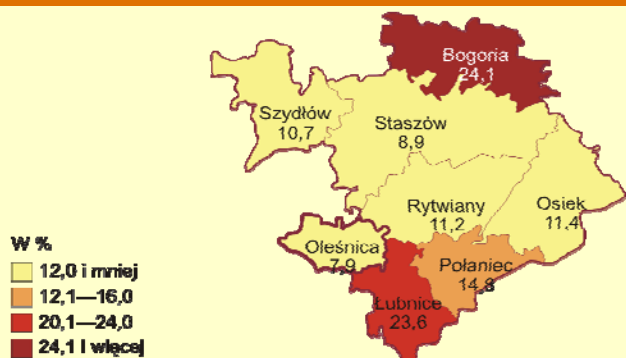 Bogoria
24,1
Szydłów
10,7
Staszów
8,9
Rytwiany
11,2
Osiek
11,4
Oleśnica
7,9
Połaniec
14,8
Łubnice
23,6
W %
12,0 i mniej
12,1—16,0
20,1—24,0
24,1 i więcej